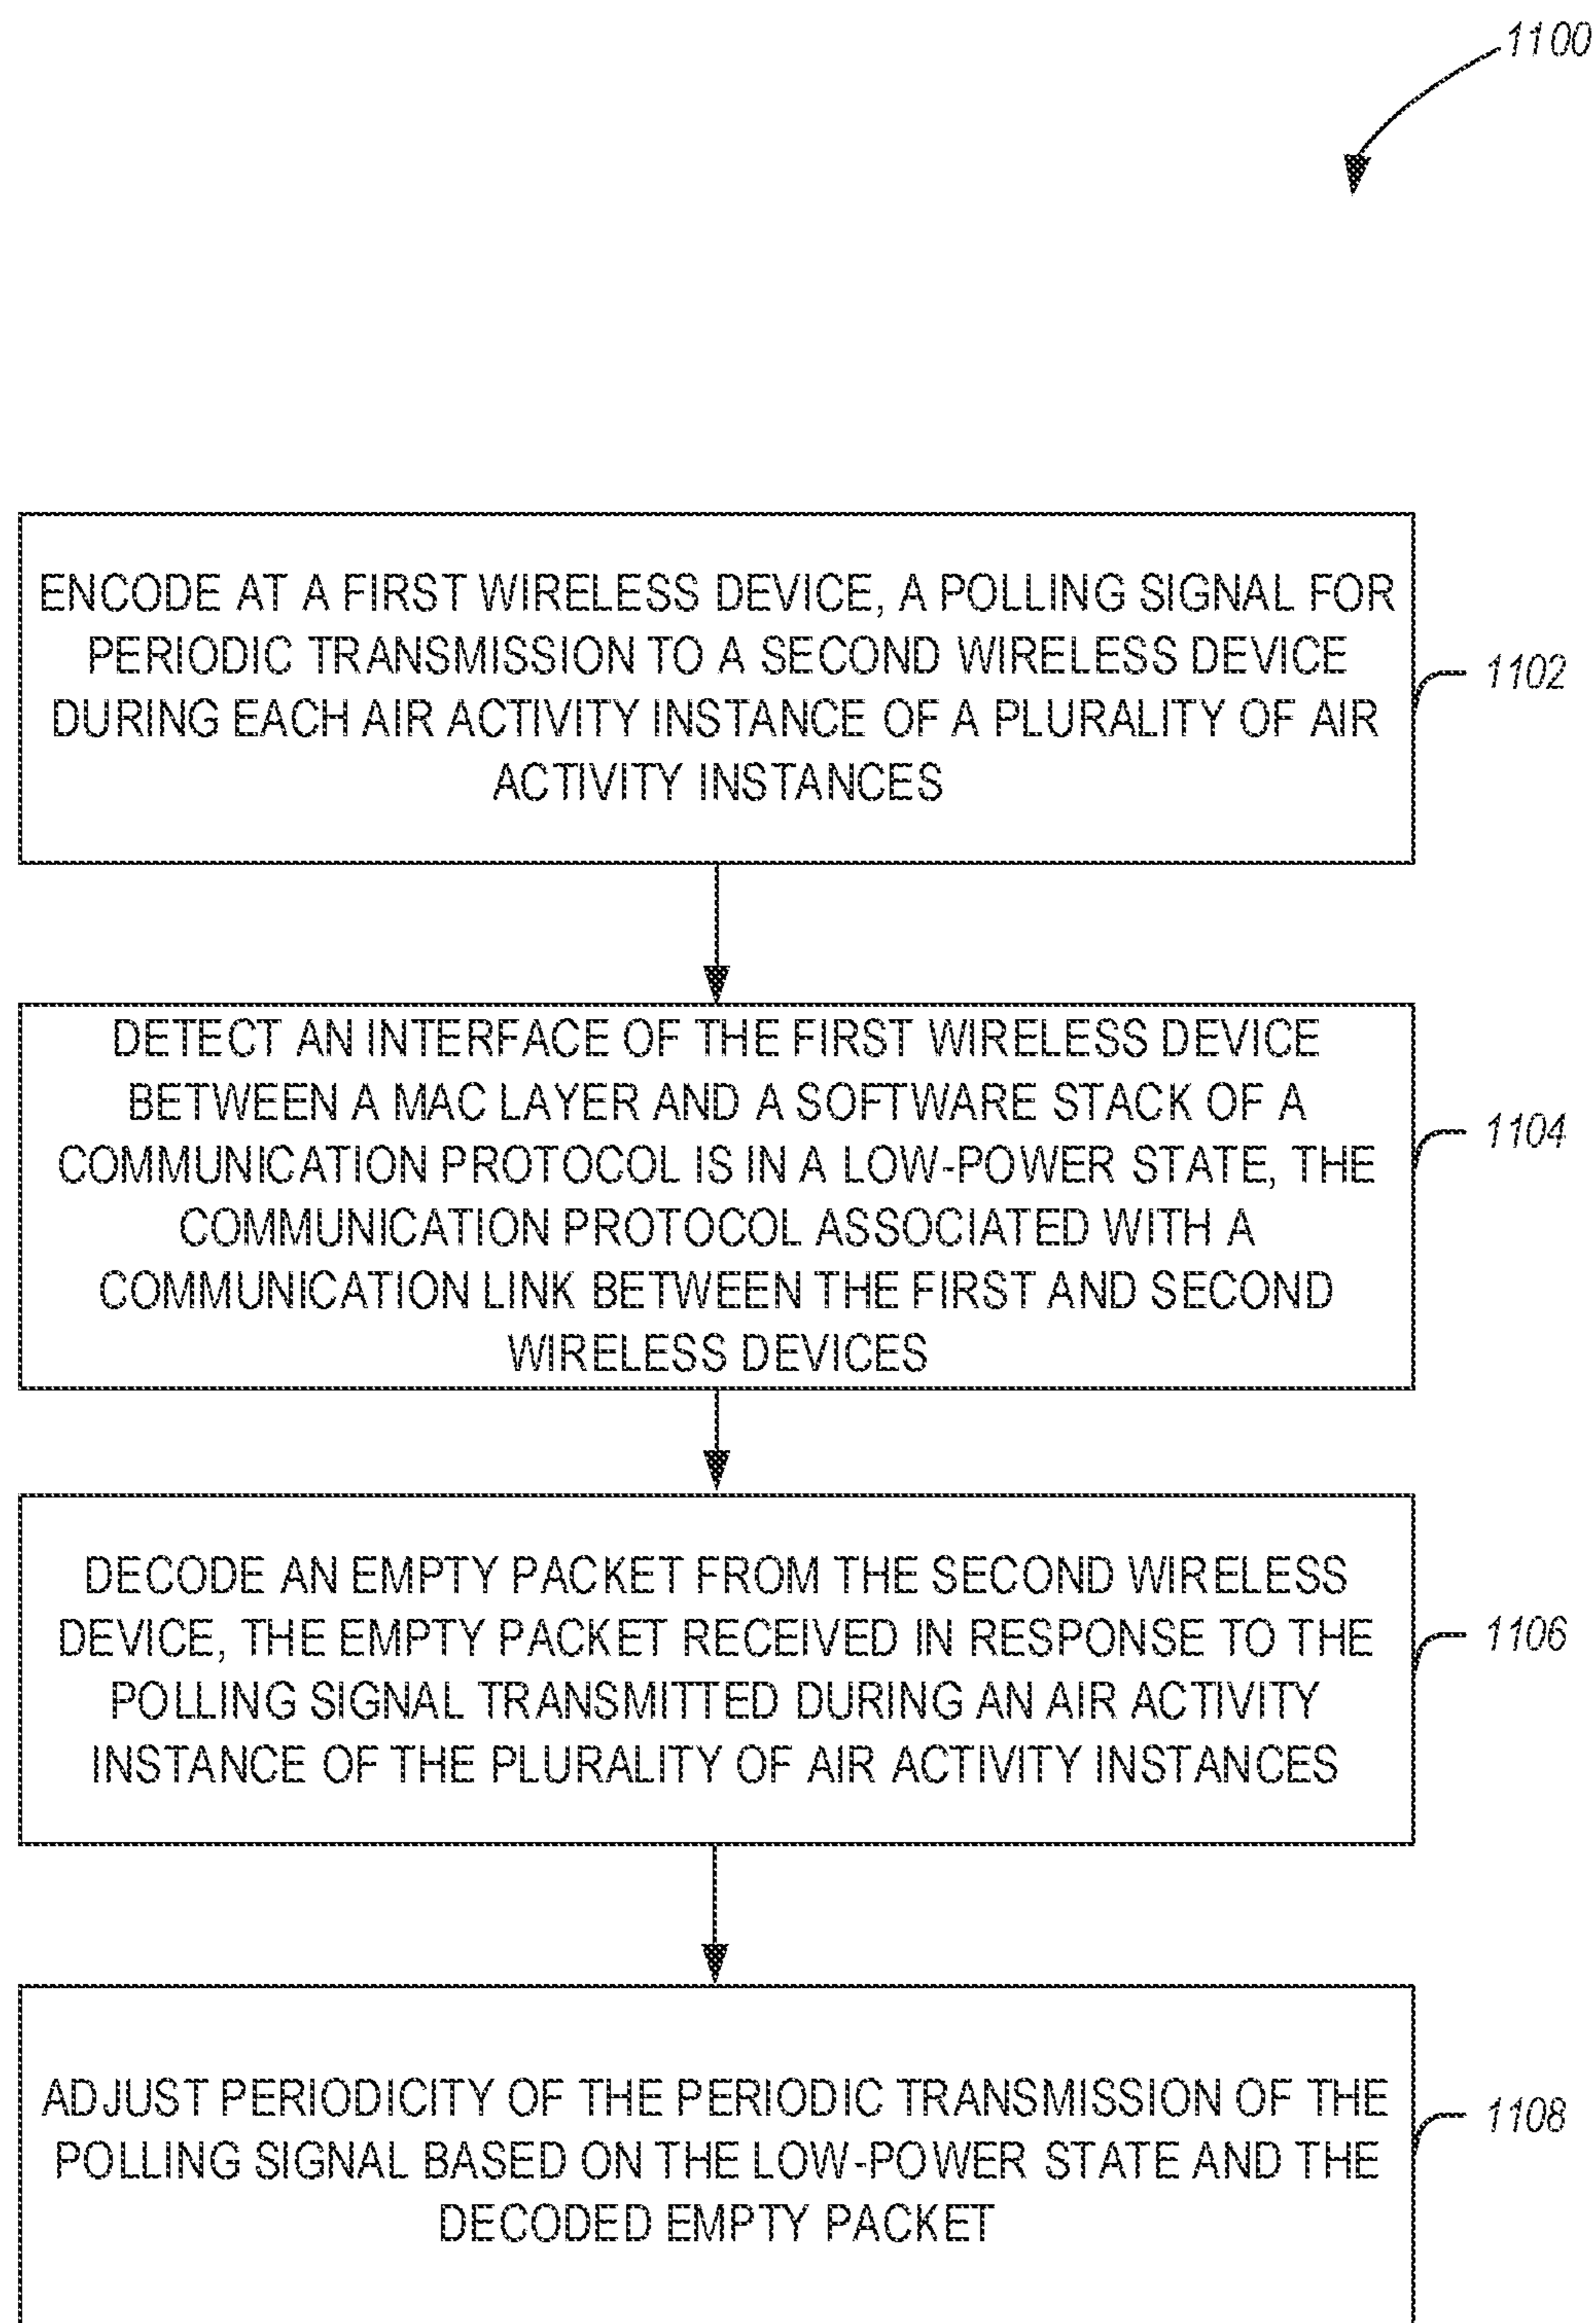 1100
ENCODE AT A FIRST WIRELESS DEVICE, A POLLING SIGNAL FOR
PERIODIC TRANSMISSION TO A SECOND WIRELESS DEVICE
DURING EACH AIR ACTIVITY INSTANCE OF A PLURALITY OF AIR
ACTIVITY INSTANCES
1102
DETECT AN INTERFACE OF THE FIRST WIRELESS DEVICE
BETWEEN A MAC LAYER AND A SOFTWARE STACK OF A
COMMUNICATION PROTOCOL IS IN A LOW-POWER STATE, THE
COMMUNICATION PROTOCOL ASSOCIATED WITH A
COMMUNICATION LINK BETWEEN THE FIRST AND SECOND
WIRELESS DEVICES
1104
DECODE AN EMPTY PACKET FROM THE SECOND WIRELESS
DEVICE, THE EMPTY PACKET RECEIVED IN RESPONSE TO THE
POLLING SIGNAL TRANSMITTED DURING AN AIR ACTIVITY
INSTANCE OF THE PLURALITY OF AIR ACTIVITY INSTANCES
1106
ADJUST PERIODICITY OF THE PERIODIC TRANSMISSION OF THE
POLLING SIGNAL BASED ON THE LOW-POWER STATE AND THE
DECODED EMPTY PACKET
1108